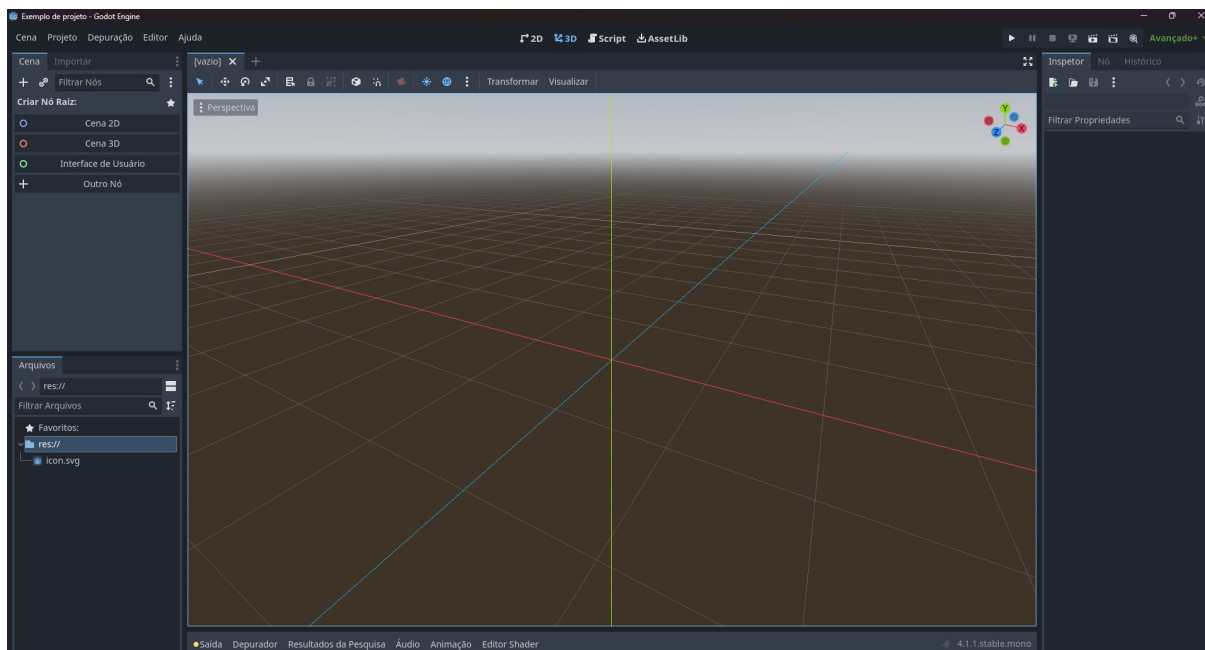 Exemplo de projeto - Godot Engine
Cena Projeto Depuração Editor Ajuda
2D 3D Script AssetLib
Avançado+
Cena Importar
Filtrar Nós
Criar Nó Raiz:
Cena 2D
Cena 3D
Interface de Usuário
Outro Nó
Arquivos
res://
Filtrar Arquivos
Favoritos:
res://
icon.svg
[vazio]
Transformar Visualizar
Perspectiva
Y
X
Z
Saída Depurador Resultados da Pesquisa Áudio Animação Editor Shader
4.1.1.stable.mono
Inspetor Nó Histórico
Filtrar Propriedades